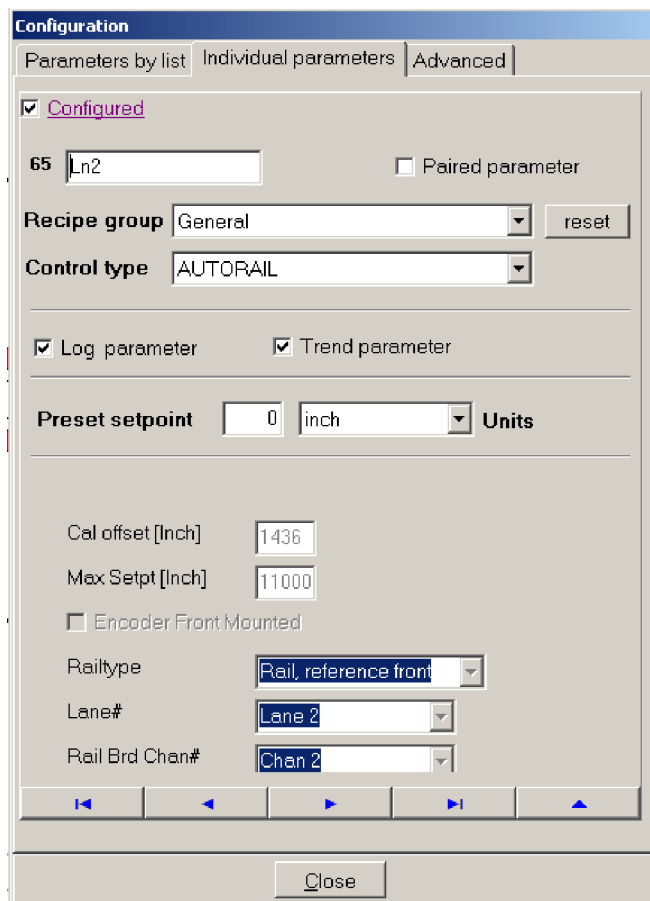 Configuration
Parameters by list Individual parameters Advanced
Configured
65 Ln2 Paired parameter
Recipe group General reset
Control type AUTORAIL
Log parameter Trend parameter
Preset setpoint 0 inch Units
Cal offset [Inch] 1436
Max Setpt [Inch] 11000
Encoder Front Mounted
Railtype Rail, reference front
Lane# Lane 2
Rail Brd Chan# Chan 2
Close